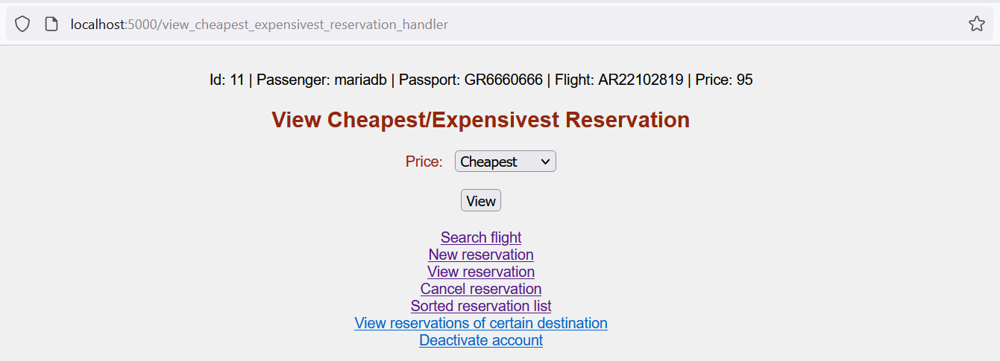 localhost:5000/view_cheapest_expensivest_reservation_handler
Id: 11 | Passenger: mariadb | Passport: GR6660666 | Flight: AR22102819 | Price: 95
View Cheapest/Expensivest Reservation
Price: Cheapest
View
Search flight
New reservation
View reservation
Cancel reservation
Sorted reservation list
View reservations of certain destination
Deactivate account